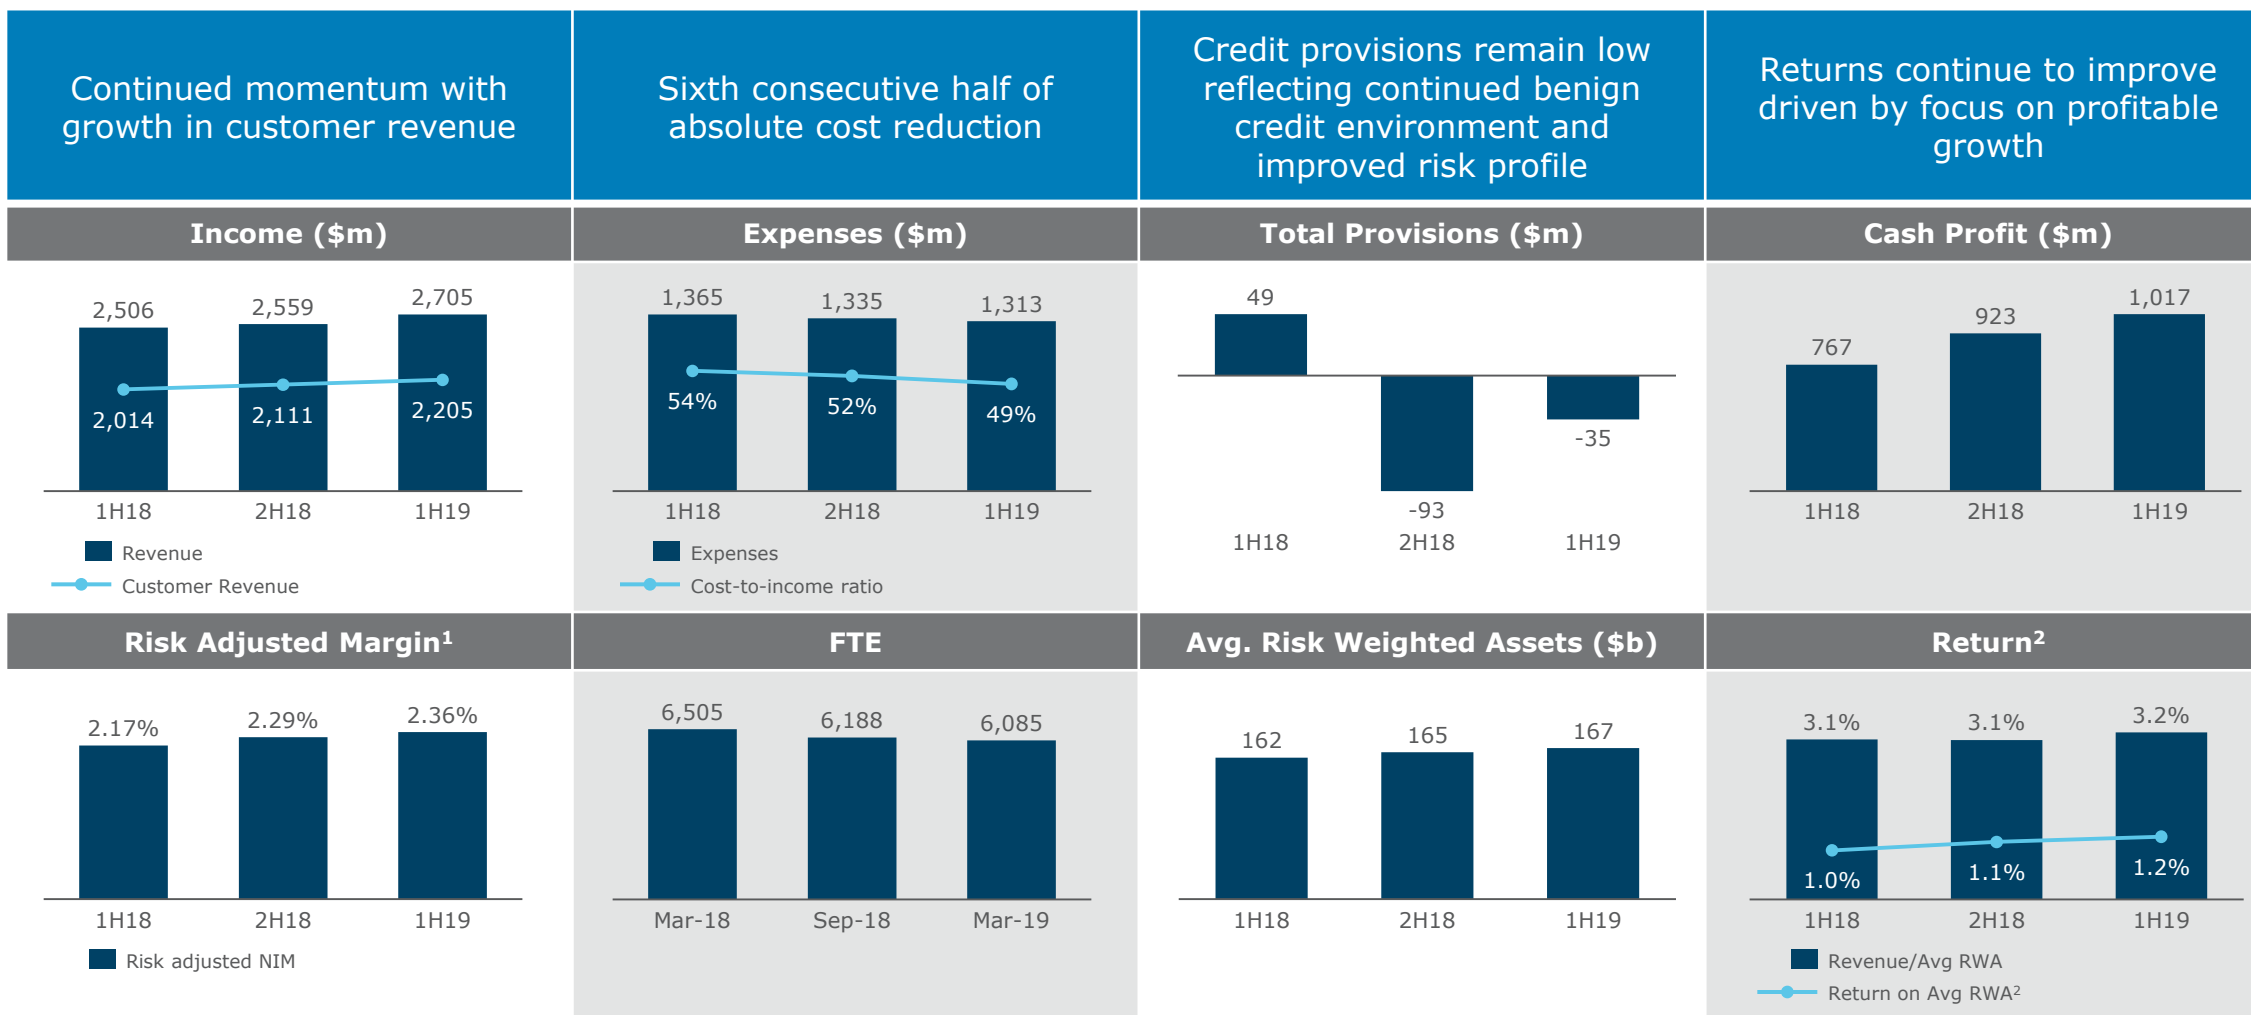 Continued momentum with
growth in customer revenue
Sixth consecutive half of
absolute cost reduction
Credit provisions remain low
reflecting continued benign
credit environment and
improved risk profile
Returns continue to improve
driven by focus on profitable
growth
Income ($m)
2,506
2,559
2,705
2,014
2,111
2,205
1H18
2H18
1H19
Revenue
Customer Revenue
Expenses ($m)
1,365
1,335
1,313
54%
52%
49%
1H18
2H18
1H19
Expenses
Cost-to-income ratio
Total Provisions ($m)
49
-93
-35
1H18
2H18
1H19
Cash Profit ($m)
767
923
1,017
1H18
2H18
1H19
Risk Adjusted Margin¹
2.17%
2.29%
2.36%
1H18
2H18
1H19
Risk adjusted NIM
FTE
6,505
6,188
6,085
Mar-18
Sep-18
Mar-19
Avg. Risk Weighted Assets ($b)
162
165
167
1H18
2H18
1H19
Return²
3.1%
3.1%
3.2%
1.0%
1.1%
1.2%
1H18
2H18
1H19
Revenue/Avg RWA
Return on Avg RWA²